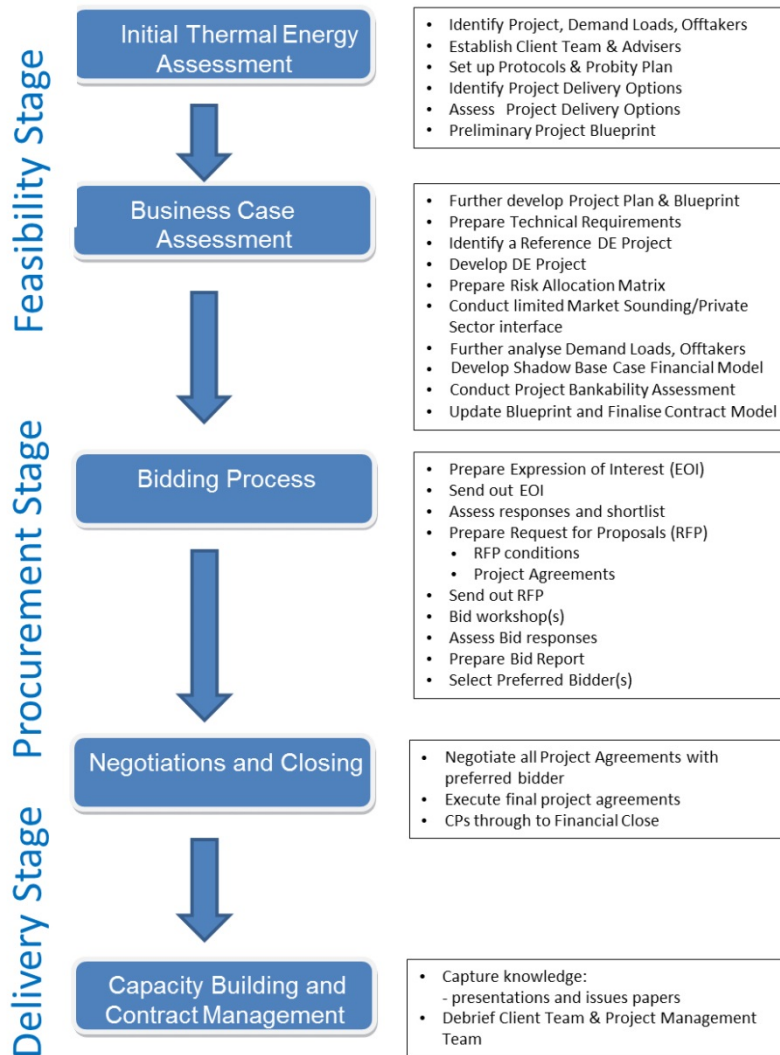 Feasibility Stage
Initial Thermal Energy
Assessment
• Identify Project, Demand Loads, Offtakers
• Establish Client Team & Advisers
• Set up Protocols & Probity Plan
• Identify Project Delivery Options
• Assess Project Delivery Options
• Preliminary Project Blueprint
Business Case
Assessment
• Further develop Project Plan & Blueprint
• Prepare Technical Requirements
• Identify a Reference DE Project
• Develop DE Project
• Prepare Risk Allocation Matrix
• Conduct limited Market Sounding/Private
Sector interface
• Further analyse Demand Loads, Offtakers
• Develop Shadow Base Case Financial Model
• Conduct Project Bankability Assessment
• Update Blueprint and Finalise Contract Model
Procurement Stage
Bidding Process
• Prepare Expression of Interest (EOI)
• Send out EOI
• Assess responses and shortlist
• Prepare Request for Proposals (RFP)
• RFP conditions
• Project Agreements
• Send out RFP
• Bid workshop(s)
• Assess Bid responses
• Prepare Bid Report
• Select Preferred Bidder(s)
Negotiations and Closing
• Negotiate all Project Agreements with
preferred bidder
• Execute final project agreements
• CPs through to Financial Close
Delivery Stage
Capacity Building and
Contract Management
• Capture knowledge:
- presentations and issues papers
• Debrief Client Team & Project Management
Team